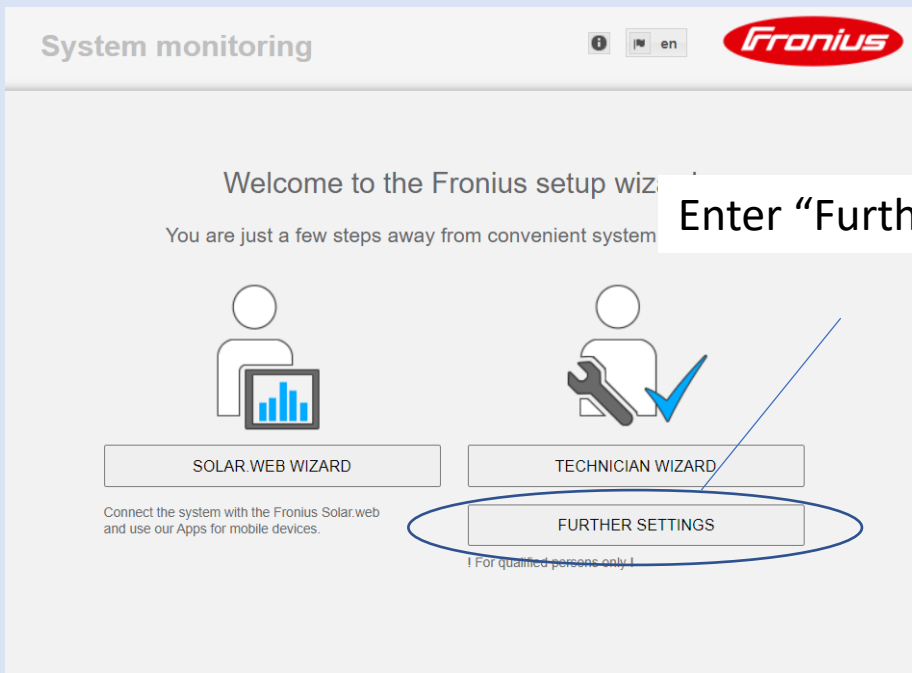 System monitoring
en
Fronius
Welcome to the Fronius setup
Enter “
You are just a few steps away from convenient system
SOLAR.WEB WIZARD
TECHNICIAN WIZARD
Connect the system with the Fronius Solar.web
and use our Apps for mobile devices.
FURTHER SETTINGS
! For qualified persons only !